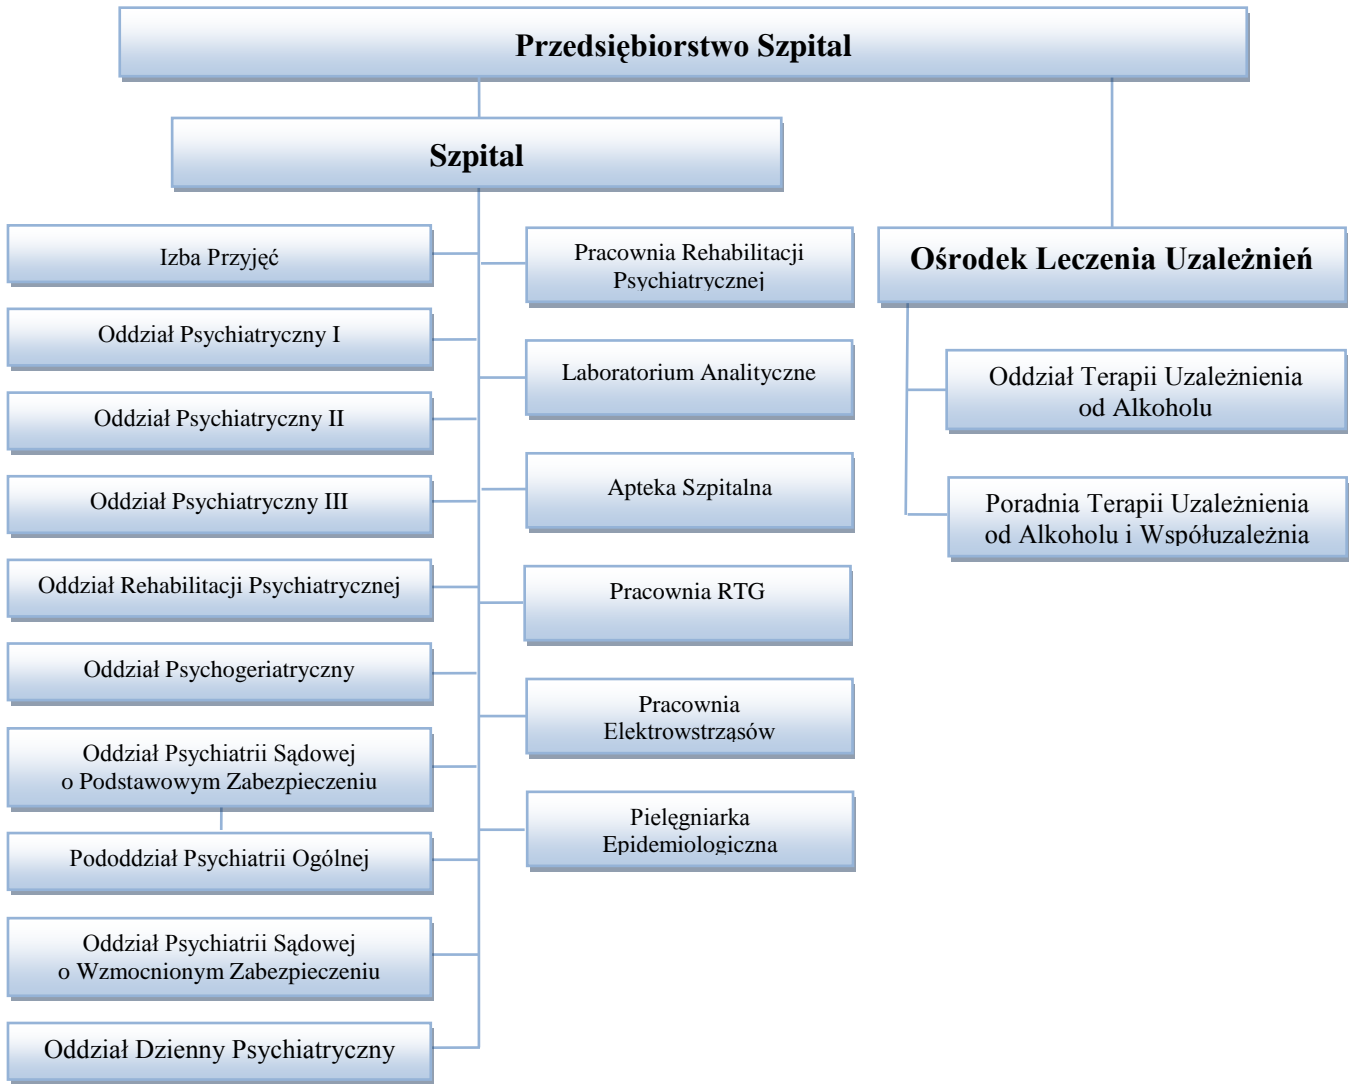 Przedsiębiorstwo Szpital
Szpital
Izba Przyjęć
Oddział Psychiatryczny I
Oddział Psychiatryczny II
Oddział Psychiatryczny III
Oddział Rehabilitacji Psychiatrycznej
Oddział Psychogeriatryczny
Oddział Psychiatrii Sądowej
o Podstawowym Zabezpieczeniu
Pododdział Psychiatrii Ogólnej
Oddział Psychiatrii Sądowej
o Wzmocnionym Zabezpieczeniu
Oddział Dzienny Psychiatryczny
Pracownia Rehabilitacji
Psychiatrycznej
Laboratorium Analityczne
Apteka Szpitalna
Pracownia RTG
Pracownia
Elektrowstrząsów
Pielęgniarka
Epidemiologiczna
Ośrodek Leczenia Uzależnień
Oddział Terapii Uzależnienia
od Alkoholu
Poradnia Terapii Uzależnienia
od Alkoholu i Współuzależnia